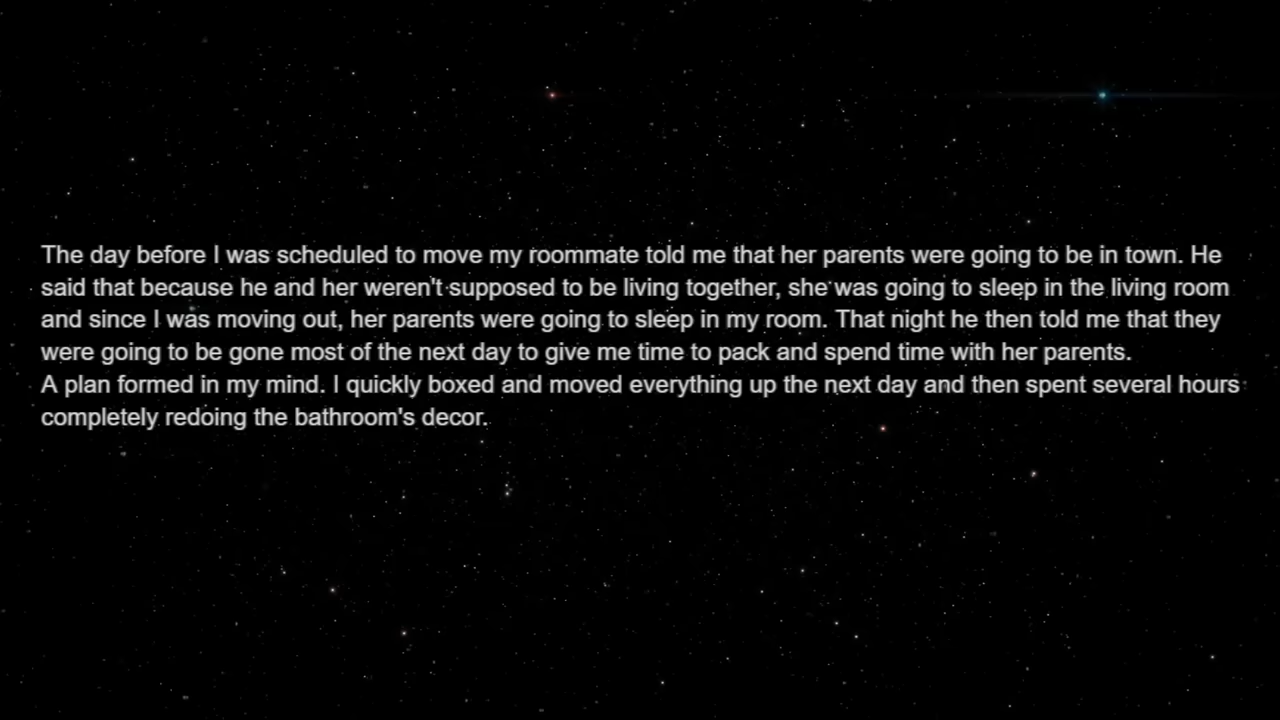 The day before I was scheduled to move my roommate told me that her parents were going to be in town. He
said that because he and her weren't supposed to be living together, she was going to sleep in the living room
and since I was moving out, her parents were going to sleep in my room. That night he then told me that they
were going to be gone most of the next day to give me time to pack and spend time with her parents.
A plan formed in my mind. I quickly boxed and moved everything up the next day and then spent several hours
completely redoing the bathroom's decor.